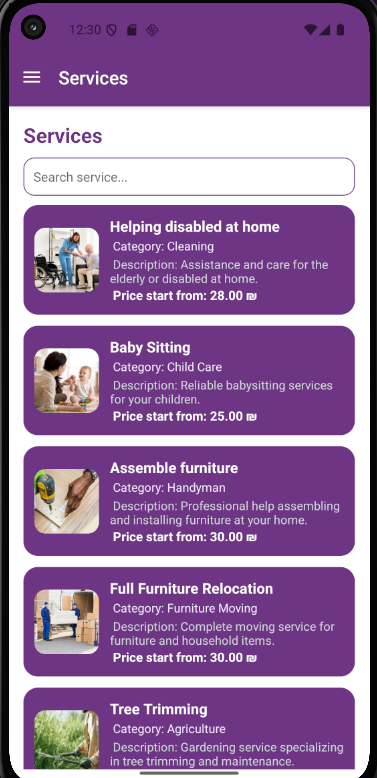 12:30
Services
Services
Search service...
Helping disabled at home
Category: Cleaning
Description: Assistance and care for the
elderly or disabled at home.
Price start from: 28.00 ₪
Baby Sitting
Category: Child Care
Description: Reliable babysitting services
for your children.
Price start from: 25.00 ₪
Assemble furniture
Category: Handyman
Description: Professional help assembling
and installing furniture at your home.
Price start from: 30.00 ₪
Full Furniture Relocation
Category: Furniture Moving
Description: Complete moving service for
furniture and household items.
Price start from: 30.00 ₪
Tree Trimming
Category: Agriculture
Description: Gardening service specializing
in tree trimming and maintenance.